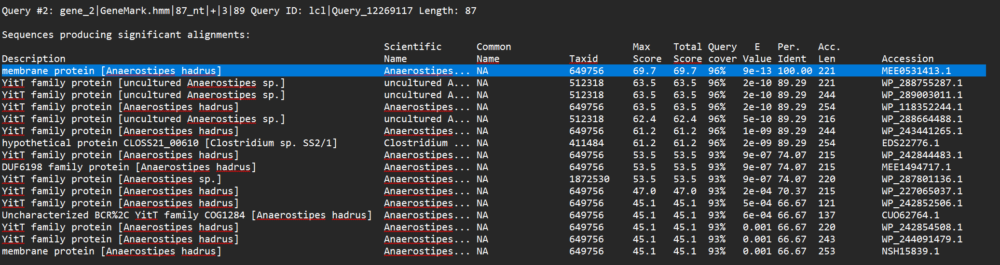 Query #2: gene_2|GeneMark.hmm|87_nt|+|3|89 Query ID: lcl|Query_12269117 Length: 87
Sequences producing significant alignments:
Scientific Common Max Total Query E Per. Acc.
Description Name Name Taxid Score Score cover Value Ident Len Accession
membrane protein [Anaerostipes hadrus] Anaerostipes... NA 649756 69.7 69.7 96% 9e-13 100.00 221 MEE0531413.1
YitT family protein [uncultured Anaerostipes sp.] uncultured A... NA 512318 63.5 63.5 96% 2e-10 89.29 221 WP_288755287.1
YitT family protein [uncultured Anaerostipes sp.] uncultured A... NA 512318 63.5 63.5 96% 2e-10 89.29 244 WP_289003011.1
YitT family protein [Anaerostipes hadrus] Anaerostipes... NA 649756 63.5 63.5 96% 2e-10 89.29 254 WP_118352244.1
YitT family protein [uncultured Anaerostipes sp.] uncultured A... NA 512318 62.4 62.4 96% 5e-10 89.29 216 WP_288664488.1
YitT family protein [Anaerostipes hadrus] Anaerostipes... NA 649756 61.2 61.2 96% 1e-09 89.29 244 WP_243441265.1
hypothetical protein CLOSS21_00610 [Clostridium sp. SS2/1] Clostridium ... NA 411484 61.2 61.2 96% 2e-09 89.29 254 EDS22776.1
YitT family protein [Anaerostipes hadrus] Anaerostipes... NA 649756 53.5 53.5 93% 9e-07 74.07 215 WP_242844483.1
DUF6198 family protein [Anaerostipes hadrus] Anaerostipes... NA 649756 53.5 53.5 93% 9e-07 74.07 215 MEE1494717.1
YitT family protein [Anaerostipes sp.] Anaerostipes... NA 1872530 53.5 53.5 93% 9e-07 74.07 220 WP_287801136.1
YitT family protein [Anaerostipes hadrus] Anaerostipes... NA 649756 47.0 47.0 93% 2e-04 70.37 215 WP_227065037.1
YitT family protein [Anaerostipes hadrus] Anaerostipes... NA 649756 45.1 45.1 93% 5e-04 66.67 121 WP_242852506.1
Uncharacterized BCR%2C YitT family COG1284 [Anaerostipes hadrus] Anaerostipes... NA 649756 45.1 45.1 93% 6e-04 66.67 137 CUO62764.1
YitT family protein [Anaerostipes hadrus] Anaerostipes... NA 649756 45.1 45.1 93% 0.001 66.67 220 WP_242854508.1
YitT family protein [Anaerostipes hadrus] Anaerostipes... NA 649756 45.1 45.1 93% 0.001 66.67 243 WP_244091479.1
membrane protein [Anaerostipes hadrus] Anaerostipes... NA 649756 45.1 45.1 93% 0.001 66.67 253 NSH15839.1